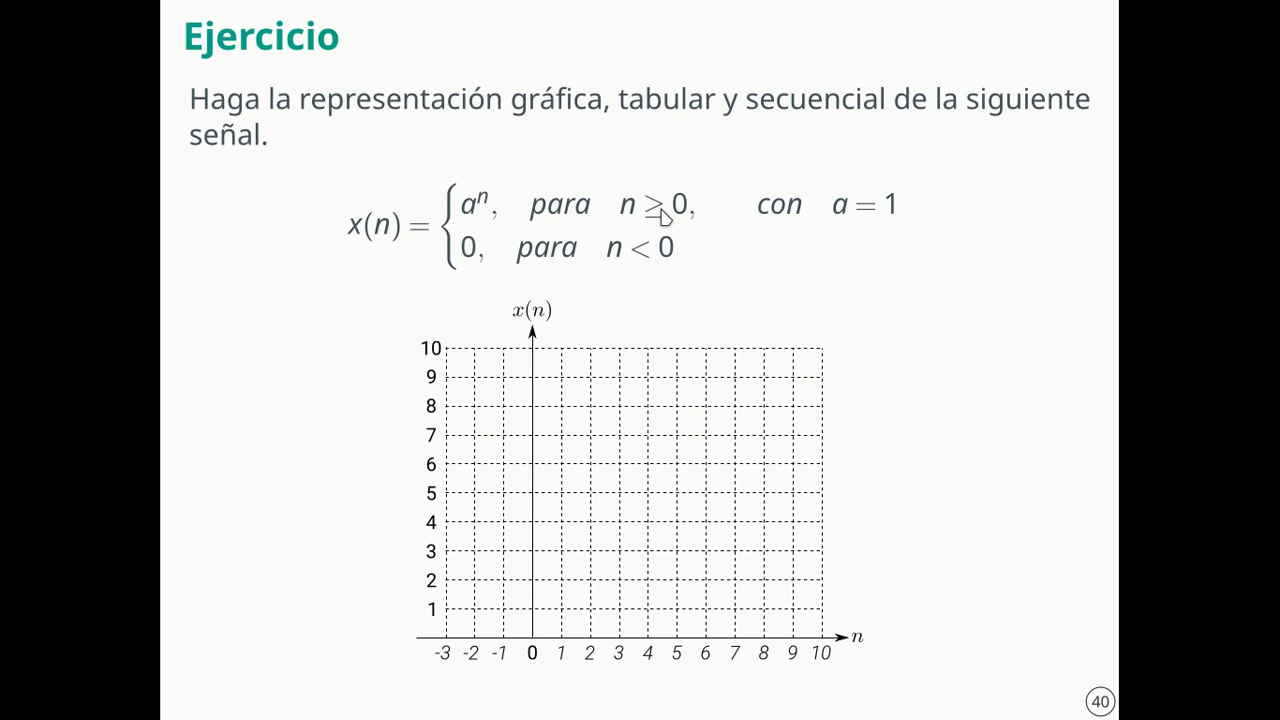 Ejercicio
Haga la representación gráfica, tabular y secuencial de la siguiente
señal.
x(n) = { aⁿ, para n ≥ 0, con a = 1
0, para n < 0
x(n)
10
9
8
7
6
5
4
3
2
1
n
-3 -2 -1 0 1 2 3 4 5 6 7 8 9 10
40